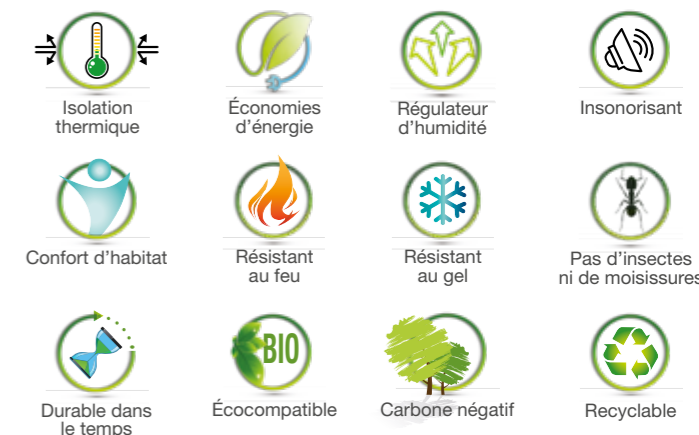 Isolation
thermique
Économies
d'énergie
Régulateur
d'humidité
Insonorisant
Confort d'habitat
Résistant
au feu
Résistant
au gel
Pas d'insectes
ni de moisissures
Durable dans
le temps
BIO
Écocompatible
Carbone négatif
Recyclable